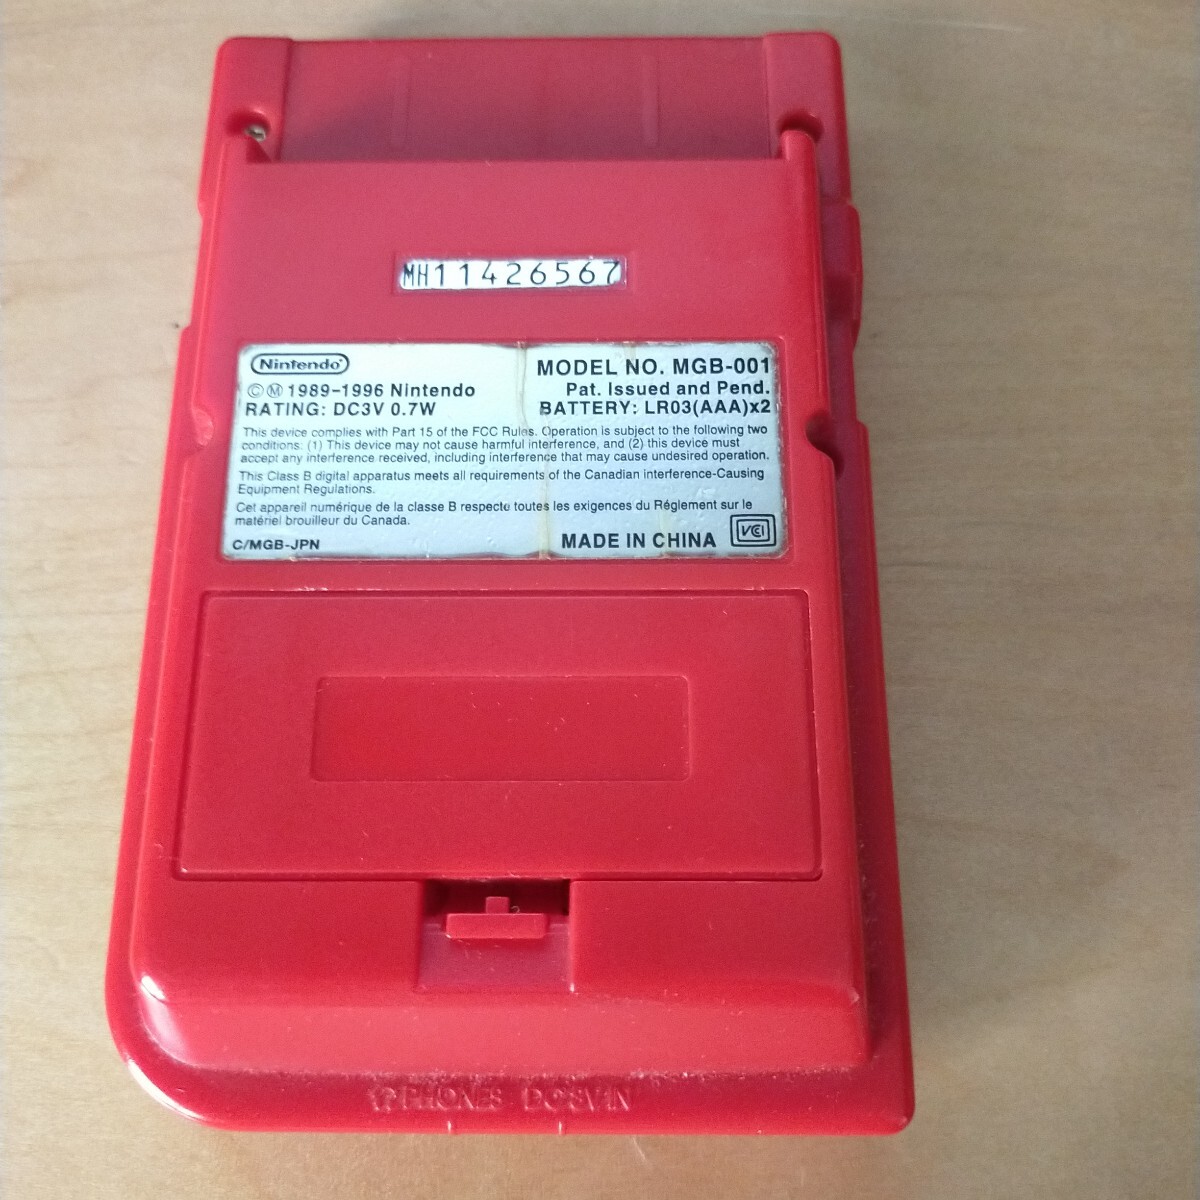 MH11426567
Nintendo
MODEL NO. MGB-001
Ⓒ Ⓜ 1989-1996 Nintendo
Pat. Issued and Pend.
RATING: DC3V 0.7W
BATTERY: LR03(AAA)x2
This device complies with Part 15 of the FCC Rules. Operation is subject to the following two
conditions: (1) This device may not cause harmful interference, and (2) this device must
accept any interference received, including interference that may cause undesired operation.
This Class B digital apparatus meets all requirements of the Canadian Interference-Causing
Equipment Regulations.
Cet appareil numérique de la classe B respecte toutes les exigences du Réglement sur le
matériel brouilleur du Canada.
C/MGB-JPN
MADE IN CHINA
VCI
PHONES DC3V IN